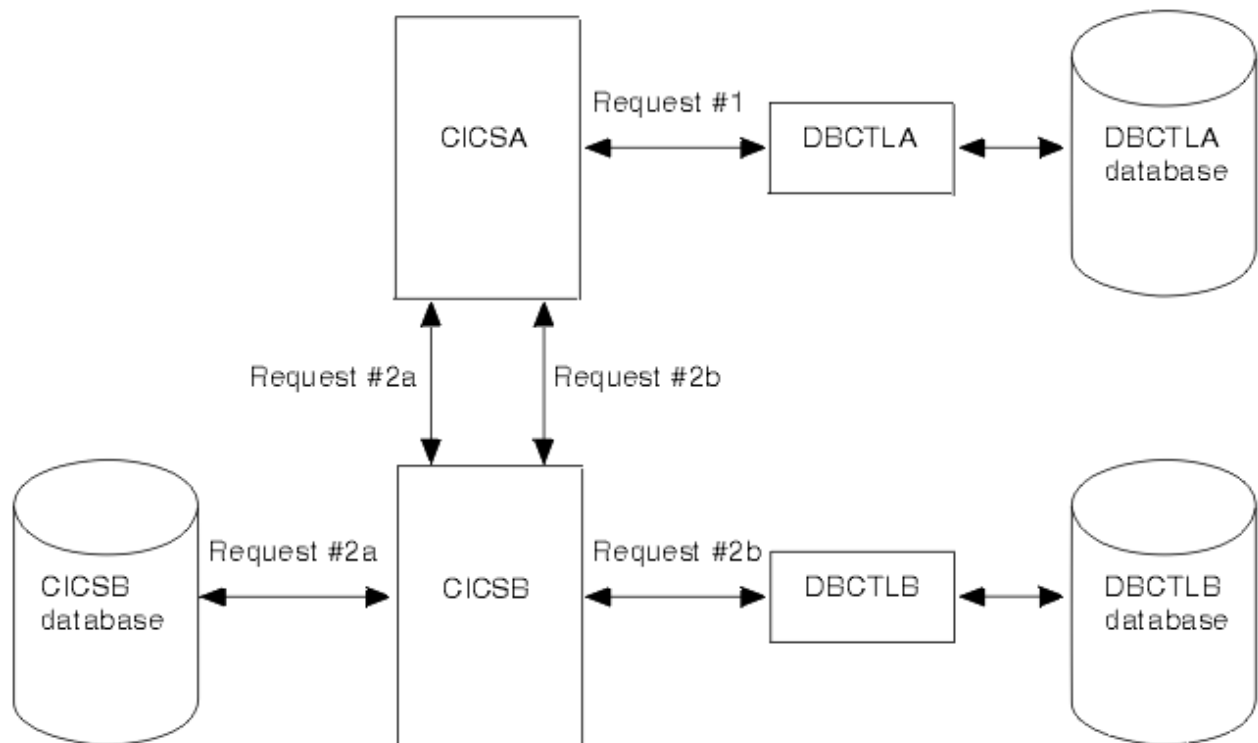 Request #1
CICSA
DBCTLA
DBCTLA
database
Request #2a
Request #2b
Request #2a
Request #2b
CICSB
database
CICSB
DBCTLB
DBCTLB
database